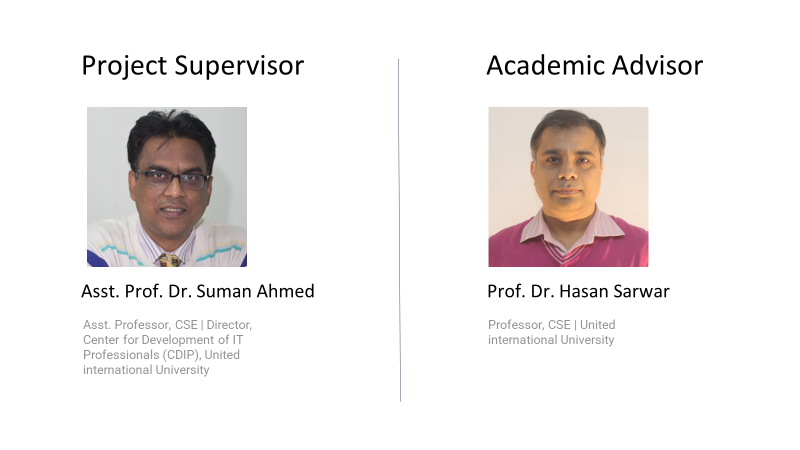 Project Supervisor
Asst. Prof. Dr. Suman Ahmed
Asst. Professor, CSE | Director,
Center for Development of IT
Professionals (CDIP), United
international University
Academic Advisor
Prof. Dr. Hasan Sarwar
Professor, CSE | United
international University